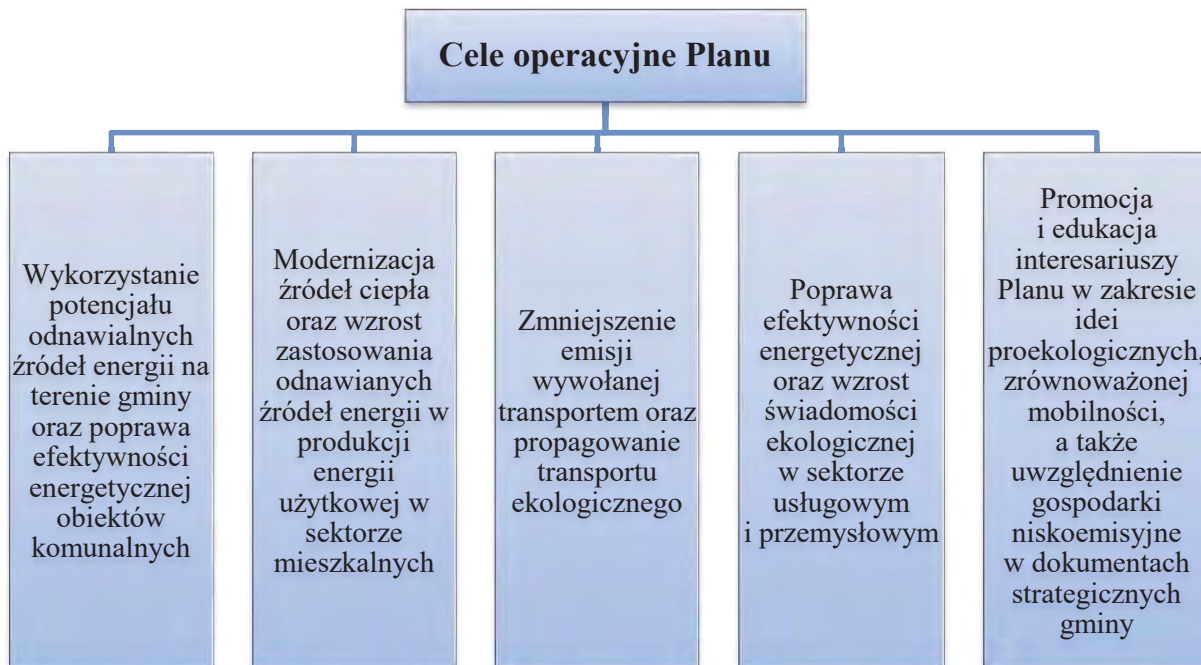 Cele operacyjne Planu
Wykorzystanie
potencjału
odnawialnych
źródeł energii na
terenie gminy
oraz poprawa
efektywności
energetycznej
obiektów
komunalnych
Modernizacja
źródeł ciepła
oraz wzrost
zastosowania
odnawianych
źródeł energii w
produkcji
energii
użytkowej w
sektorze
mieszkalnych
Zmniejszenie
emisji
wywołanej
transportem oraz
propagowanie
transportu
ekologicznego
Poprawa
efektywności
energetycznej
oraz wzrost
świadomości
ekologicznej
w sektorze
usługowym
i przemysłowym
Promocja
i edukacja
interesariuszy
Planu w zakresie
idei
proekologicznych,
zrównoważonej
mobilności,
a także
uwzględnienie
gospodarki
niskoemisyjne
w dokumentach
strategicznych
gminy